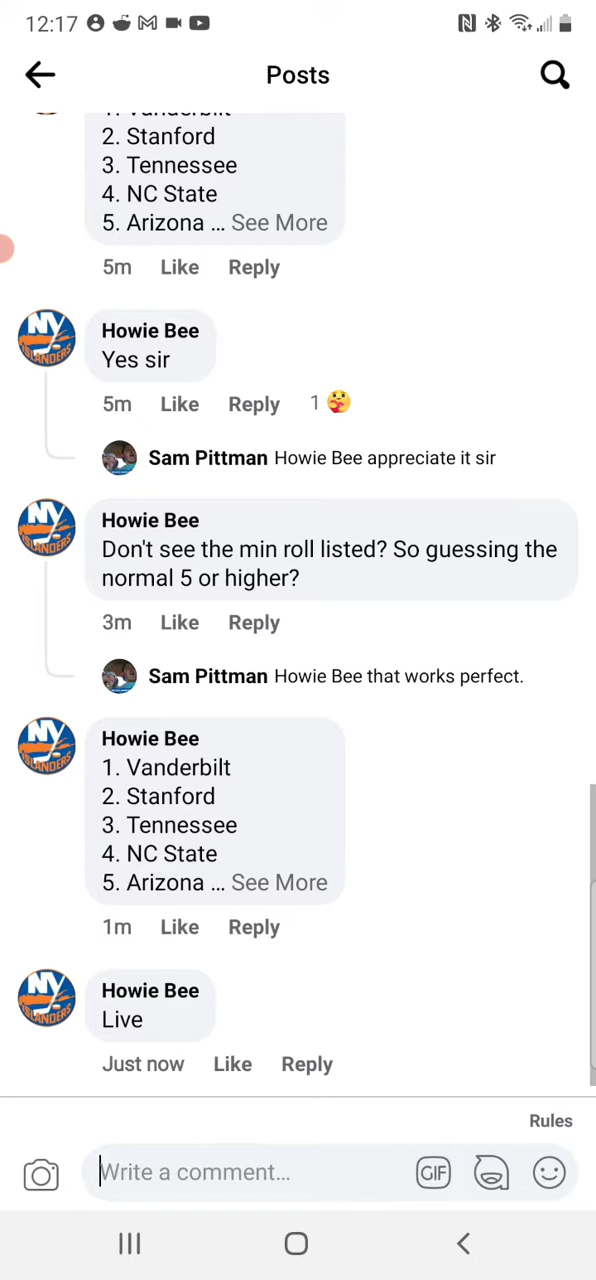 12:17
Posts
1. Vanderbilt
2. Stanford
3. Tennessee
4. NC State
5. Arizona ... See More
5m Like Reply
Howie Bee
Yes sir
5m Like Reply 1
Sam Pittman Howie Bee appreciate it sir
Howie Bee
Don't see the min roll listed? So guessing the
normal 5 or higher?
3m Like Reply
Sam Pittman Howie Bee that works perfect.
Howie Bee
1. Vanderbilt
2. Stanford
3. Tennessee
4. NC State
5. Arizona ... See More
1m Like Reply
Howie Bee
Live
Just now Like Reply
Rules
Write a comment...
GIF